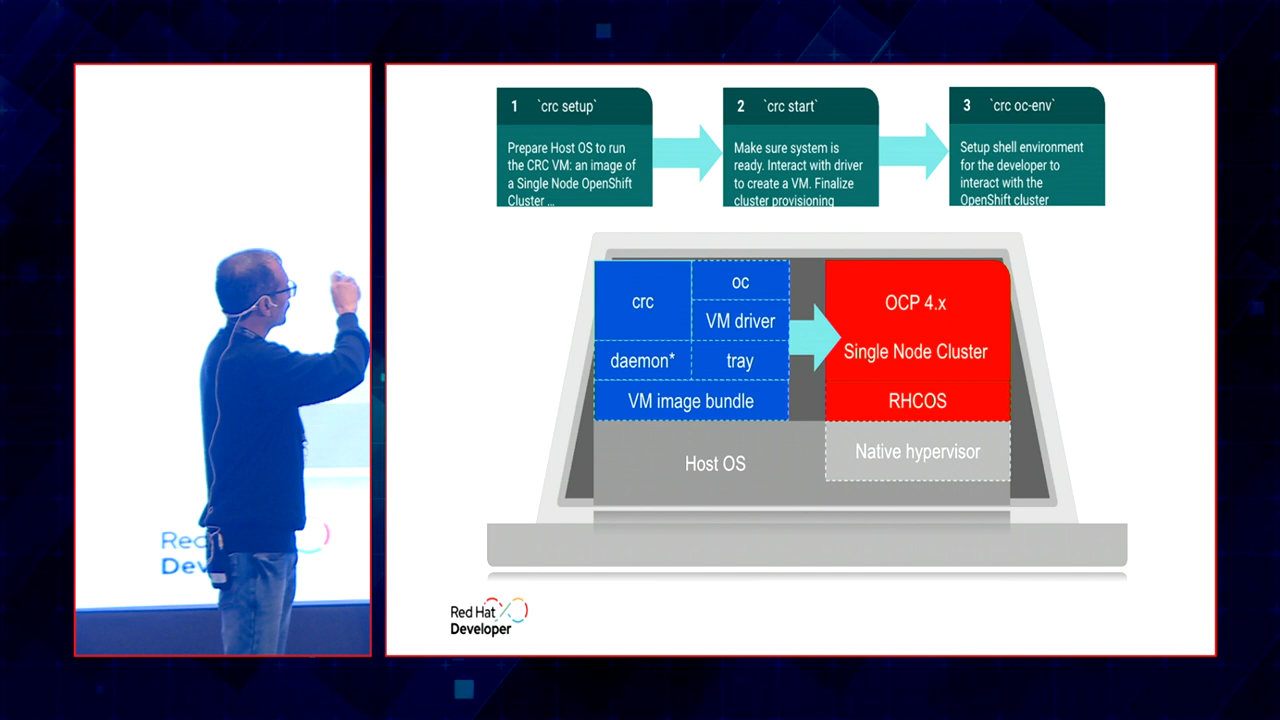 1 `crc setup`
Prepare Host OS to run
the CRC VM: an image of
a Single Node OpenShift
Cluster ...
2 `crc start`
Make sure system is
ready. Interact with driver
to create a VM. Finalize
cluster provisioning
3 `crc oc-env`
Setup shell environment
for the developer to
interact with the
OpenShift cluster
crc
oc
VM driver
daemon*
tray
VM image bundle
Host OS
OCP 4.x
Single Node Cluster
RHCOS
Native hypervisor
Red
Dev
Red Hat
Developer